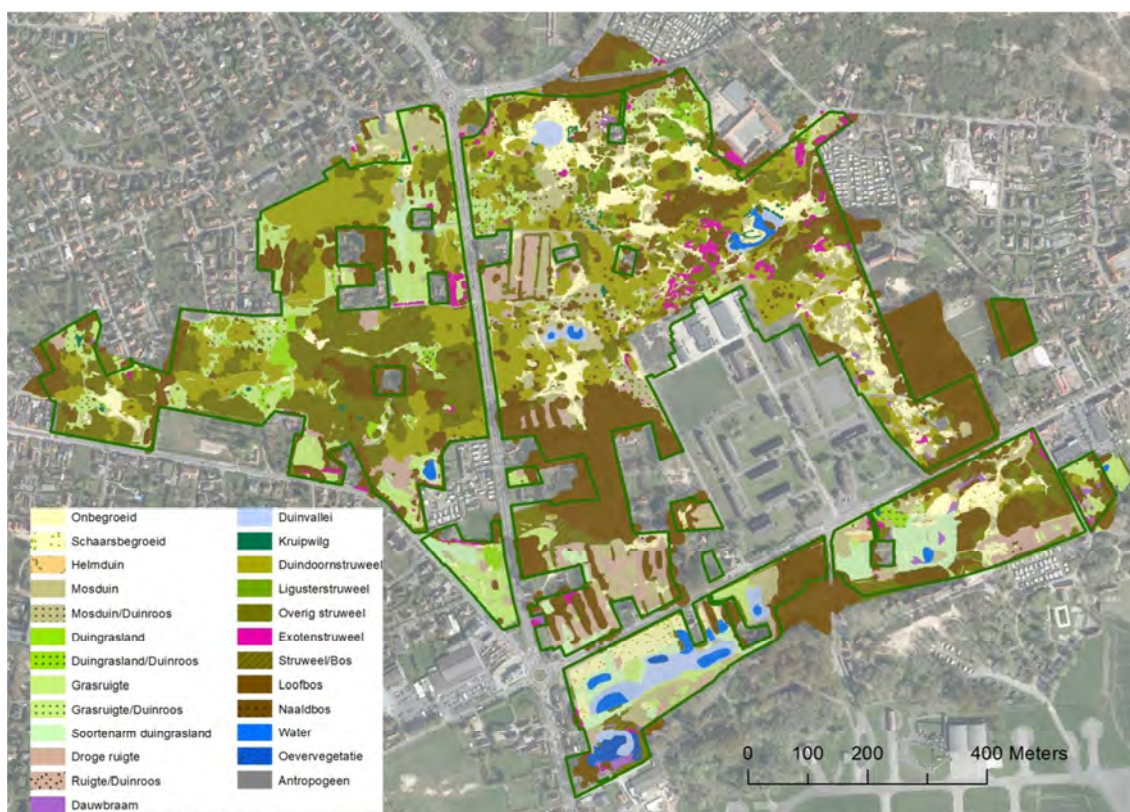 Onbegroeid
Schaarsbegroeid
Helmduin
Mosduin
Mosduin/Duinroos
Duingrasland
Duingrasland/Duinroos
Grasruigte
Grasruigte/Duinroos
Soortenarm duingrasland
Droge ruigte
Ruigte/Duinroos
Dauwbraam
Duinvallei
Kruipwilg
Duindoornstruweel
Ligusterstruweel
Overig struweel
Exotenstruweel
Struweel/Bos
Loofbos
Naaldbos
Water
Oevervegetatie
Antropogeen
0 100 200 400 Meters